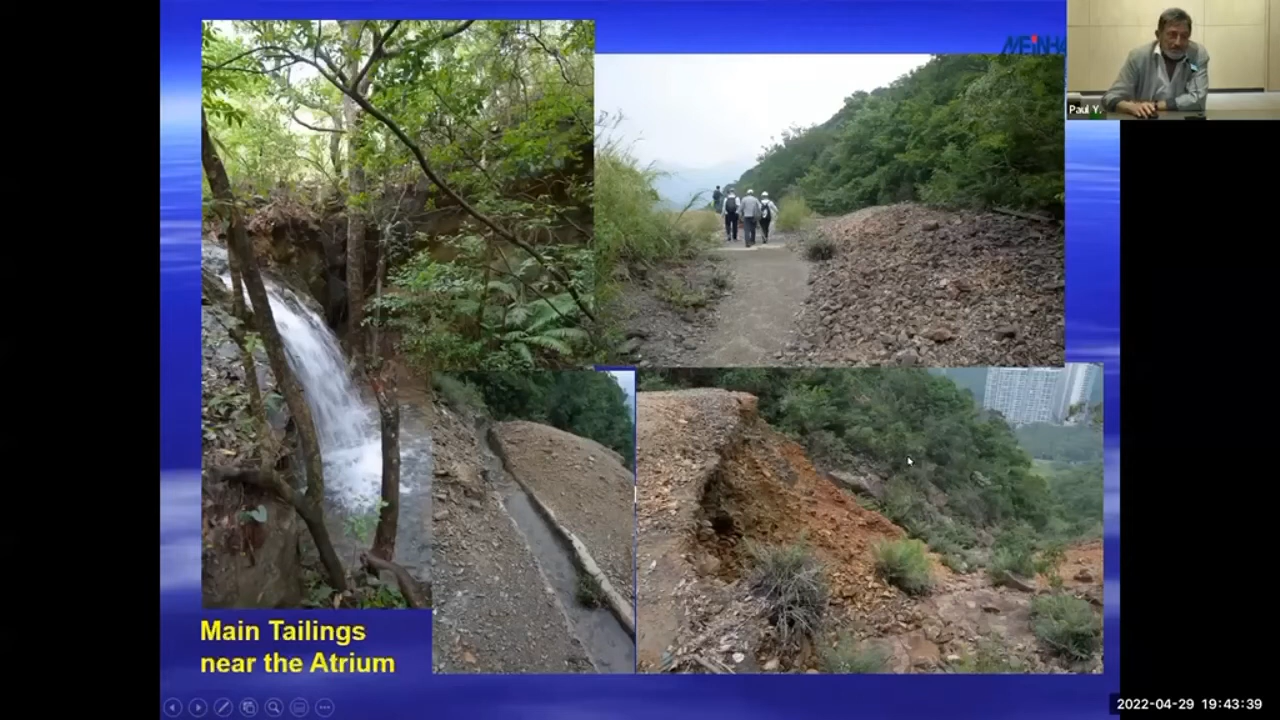 Paul Y.
Main Tailings
near the Atrium
2022-04-29 19:43:39